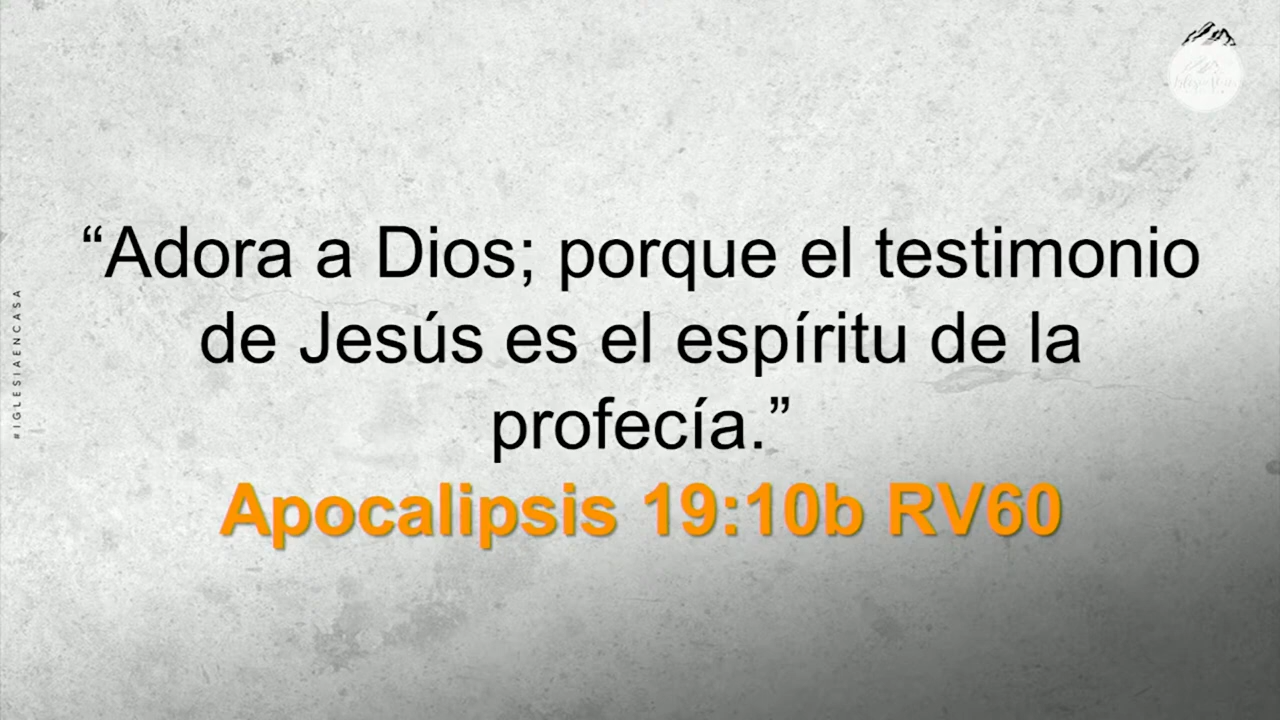 “Adora a Dios; porque el testimonio
de Jesús es el espíritu de la
profecía.”
Apocalipsis 19:10b RV60
#IGLESIAENCASA